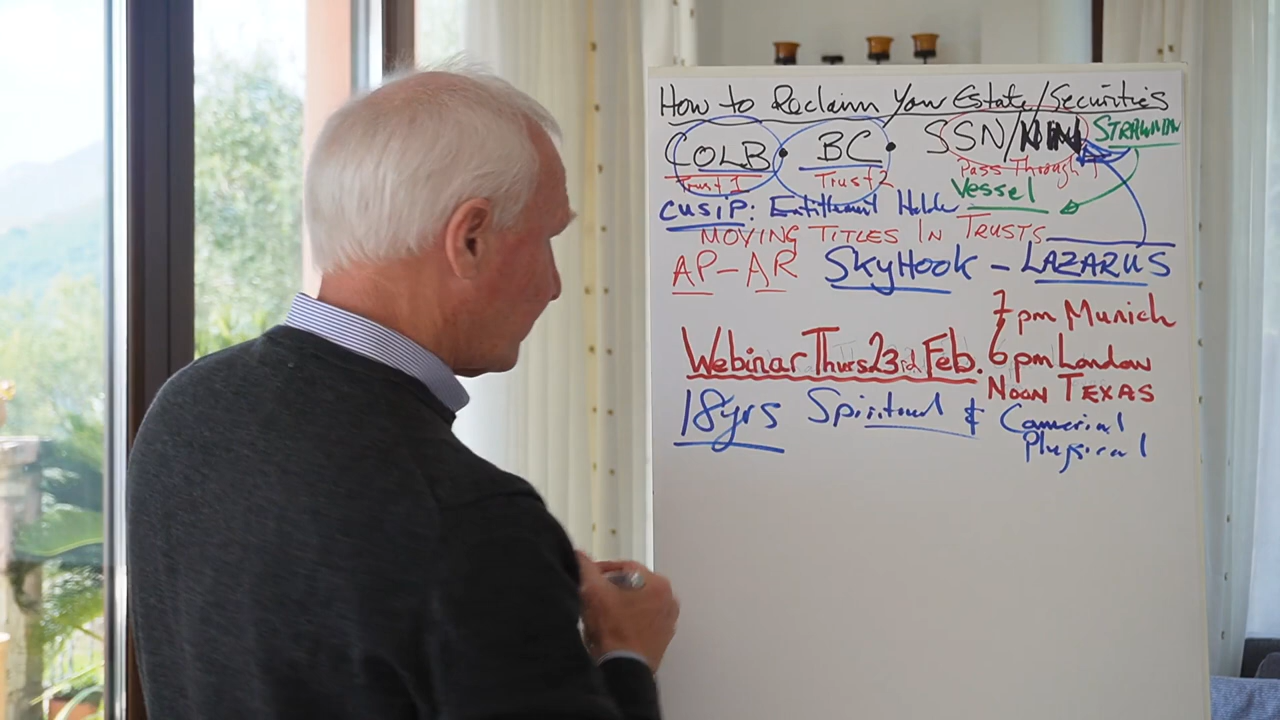 How to Reclaim Your Estate/Securities
COLB • BC • SSN/NIN STRAWMAN
Trust 1 Trust 2 Pass Through
Vessel
CUSIP: Entitlement Holder
MOVING TITLES IN TRUSTS
AP-AR SKYHOOK - LAZARUS
7pm Munich
Webinar Thurs 23rd Feb. 6pm London
NOON TEXAS
18yrs Spiritual & Camerial
Physical